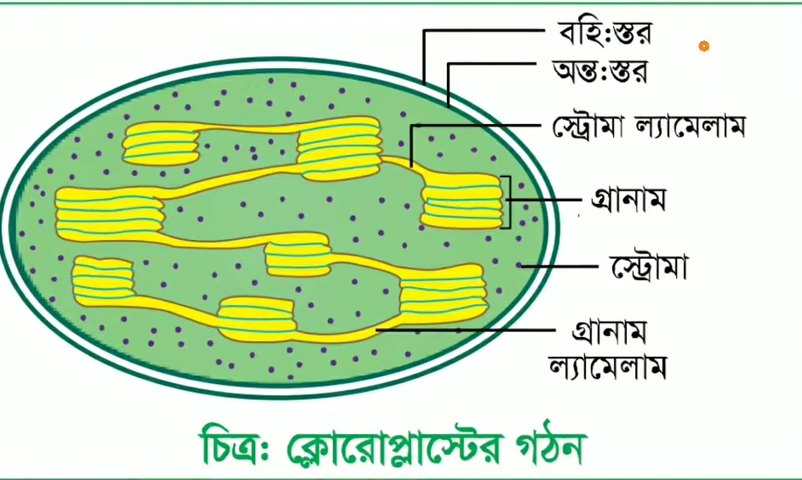 বহি:স্তর
অন্ত:স্তর
স্ট্রোমা ল্যামেলাম
গ্রানাম
স্ট্রোমা
গ্রানাম
ল্যামেলাম
চিত্র: ক্লোরোপ্লাস্টের গঠন